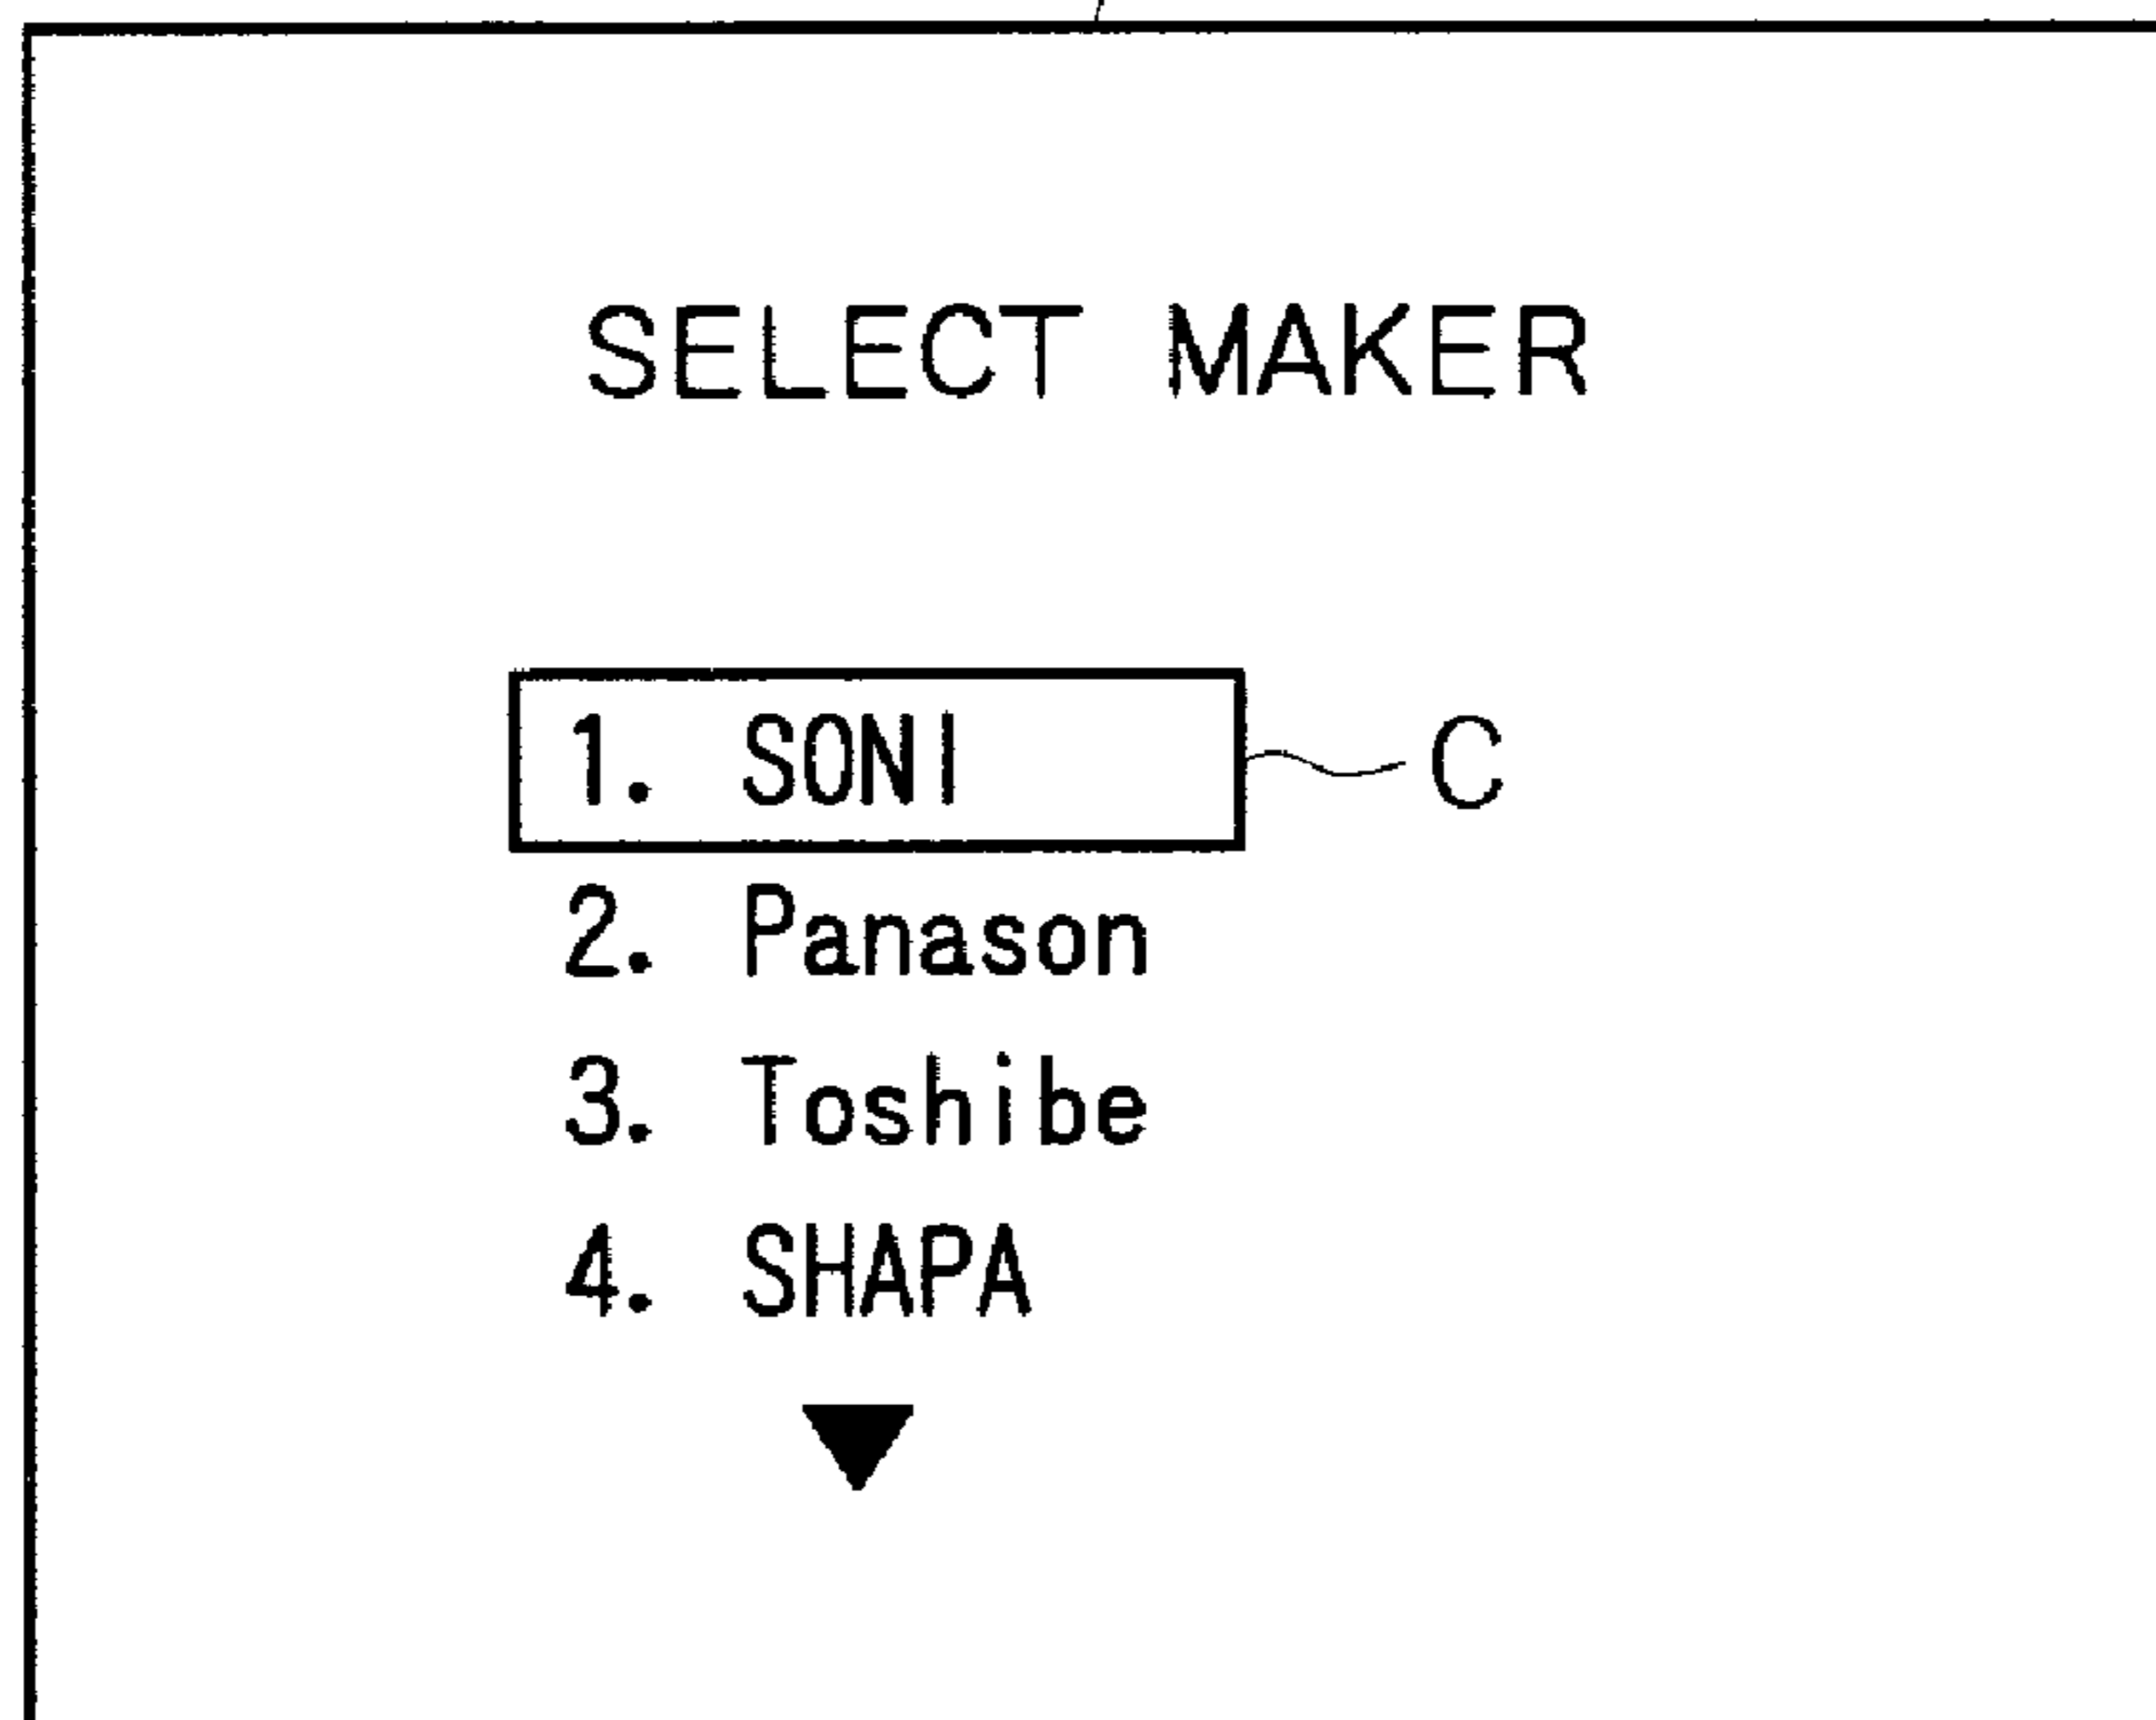 SELECT MAKER
1. SONI C
2. Panason
3. Toshibe
4. SHAPA